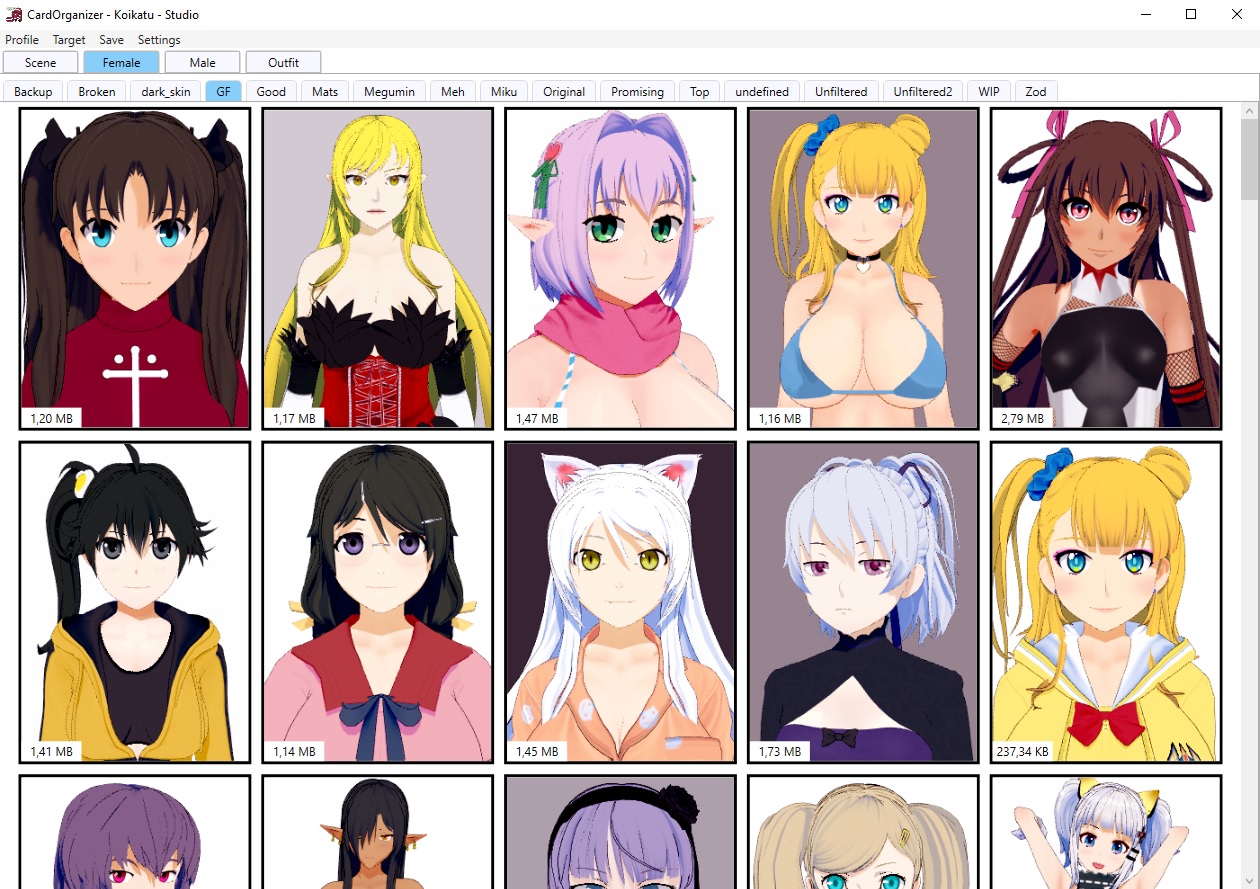 CardOrganizer - Koikatu - Studio
Profile Target Save Settings
Scene Female Male Outfit
Backup Broken dark_skin GF Good Mats Megumin Meh Miku Original Promising Top undefined Unfiltered Unfiltered2 WIP Zod
1,20 MB 1,17 MB 1,47 MB 1,16 MB 2,79 MB
1,41 MB 1,14 MB 1,45 MB 1,73 MB 237,34 KB